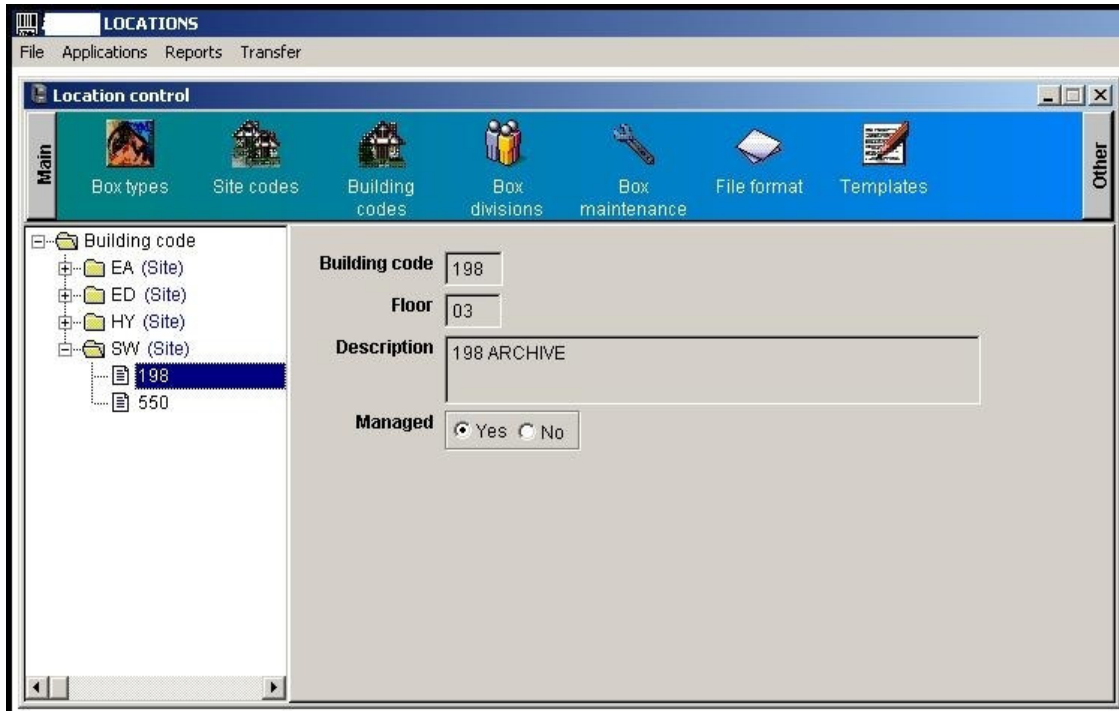 LOCATIONS
File Applications Reports Transfer
Location control
Main
Box types
Site codes
Building
codes
Box
divisions
Box
maintenance
File format
Templates
Other
Building code
EA (Site)
ED (Site)
HY (Site)
SW (Site)
198
550
Building code 198
Floor 03
Description 198 ARCHIVE
Managed Yes No